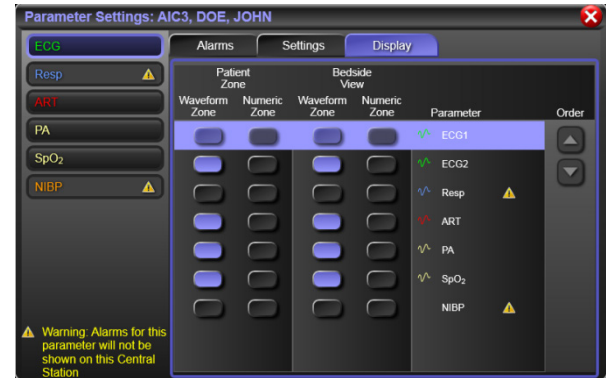 Parameter Settings: AIC3, DOE, JOHN
ECG
Resp
ART
PA
SpO₂
NIBP
Warning: Alarms for this
parameter will not be
shown on this Central
Station
Alarms Settings Display
Patient
Zone
Bedside
View
Waveform
Zone
Numeric
Zone
Waveform
Zone
Numeric
Zone
Parameter
Order
ECG1
ECG2
Resp
ART
PA
SpO₂
NIBP